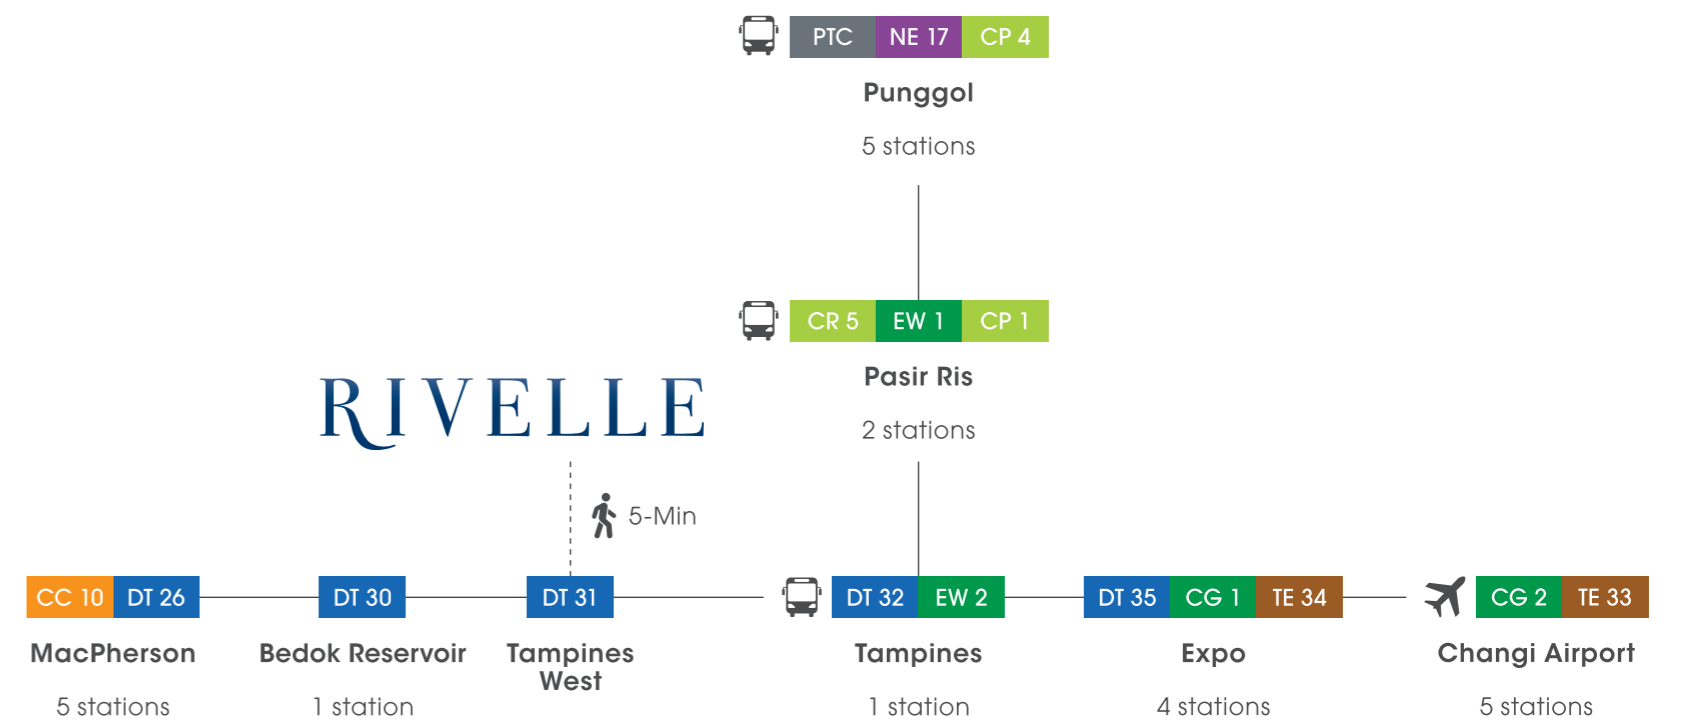 PTC NE 17 CP 4
Punggol
5 stations
CR 5 EW 1 CP 1
Pasir Ris
2 stations
RIVELLE
5-Min
CC 10 DT 26
MacPherson
5 stations
DT 30
Bedok Reservoir
1 station
DT 31
Tampines
West
DT 32 EW 2
Tampines
1 station
DT 35 CG 1 TE 34
Expo
4 stations
CG 2 TE 33
Changi Airport
5 stations